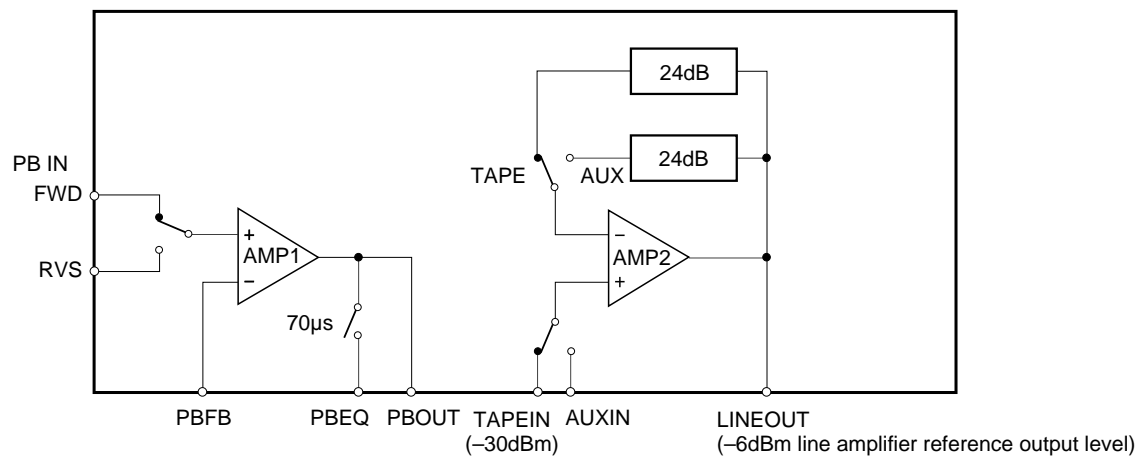 24dB
24dB
TAPE
AUX
PB IN
FWD
RVS
+
AMP1
–
–
AMP2
+
70µs
PBFB
PBEQ
PBOUT
TAPEIN
(–30dBm)
AUXIN
LINEOUT
(–6dBm line amplifier reference output level)